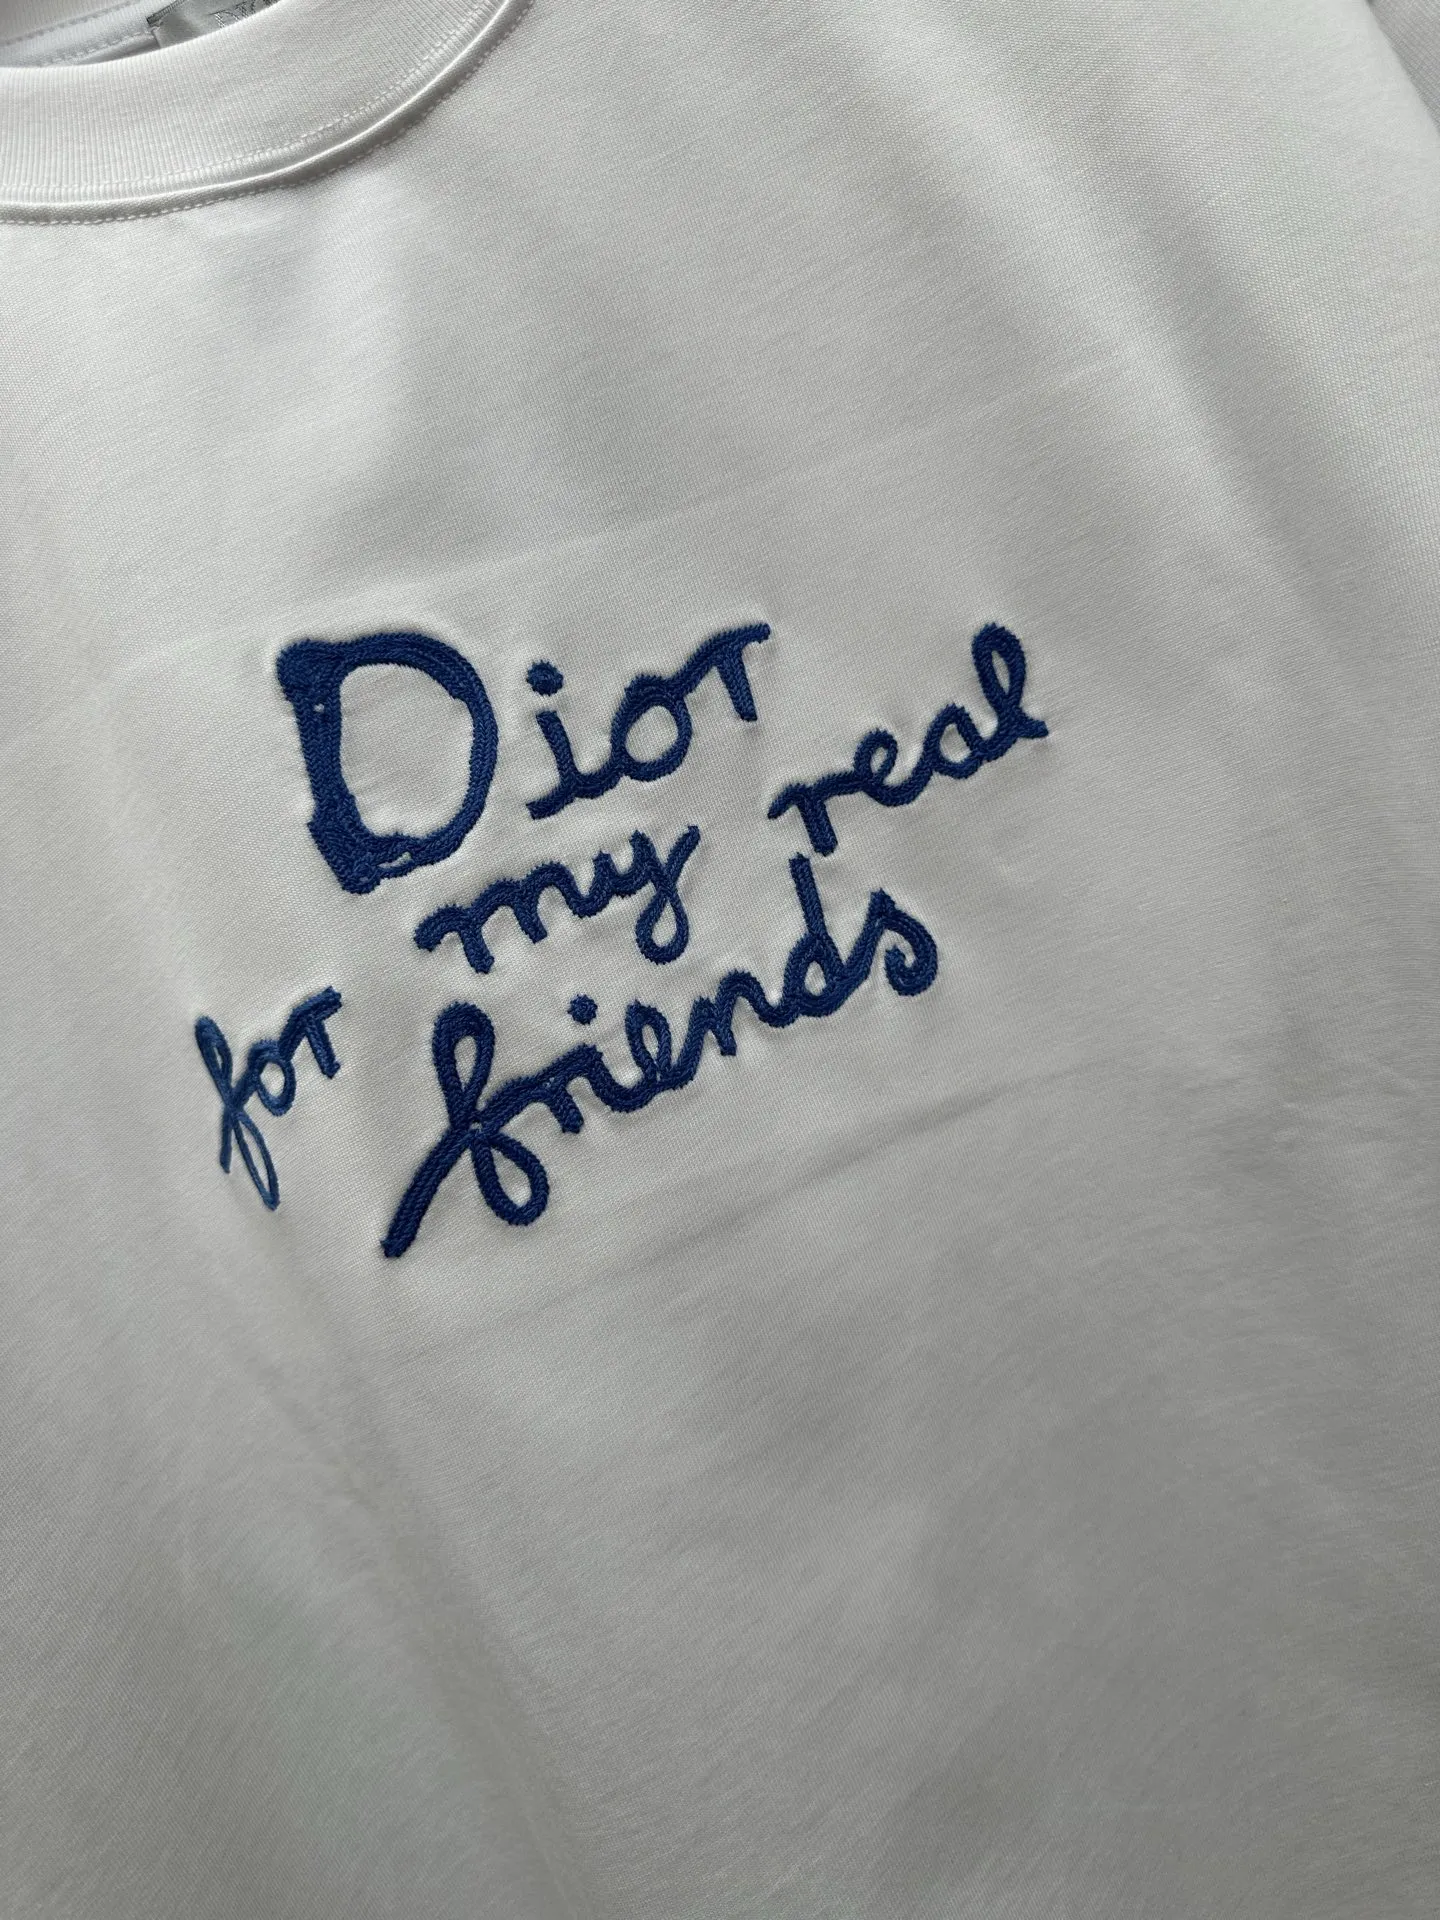 Dior
for my real
friends